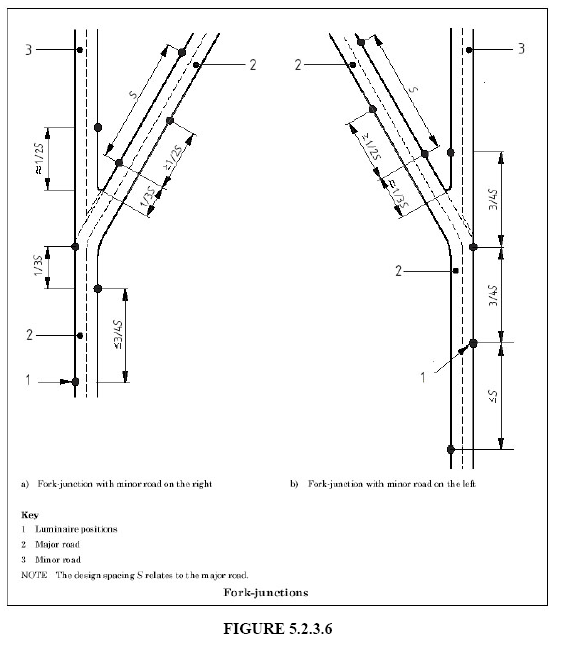 3
2
2
3
S
S
≈1/2S
≥1/2S
1/3S
≥1/2S
≈1/3S
3/4S
1/3S
2
≤3/4S
2
3/4S
1
1
≤S
a) Fork-junction with minor road on the right
b) Fork-junction with minor road on the left
Key
1 Luminaire positions
2 Major road
3 Minor road
NOTE The design spacing S relates to the major road.
Fork-junctions
FIGURE 5.2.3.6